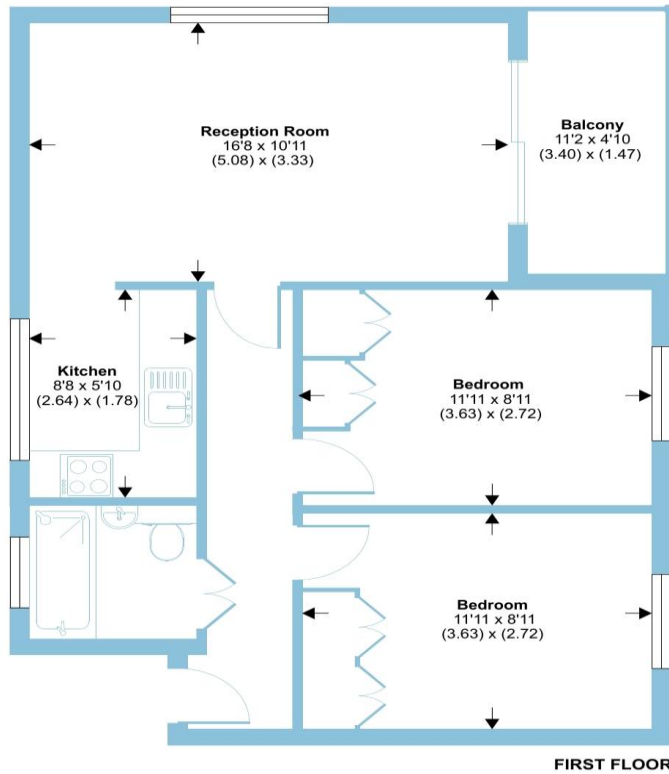 Reception Room
16'8 x 10'11
(5.08) x (3.33)
Balcony
11'2 x 4'10
(3.40) x (1.47)
Kitchen
8'8 x 5'10
(2.64) x (1.78)
Bedroom
11'11 x 8'11
(3.63) x (2.72)
Bedroom
11'11 x 8'11
(3.63) x (2.72)
FIRST FLOOR